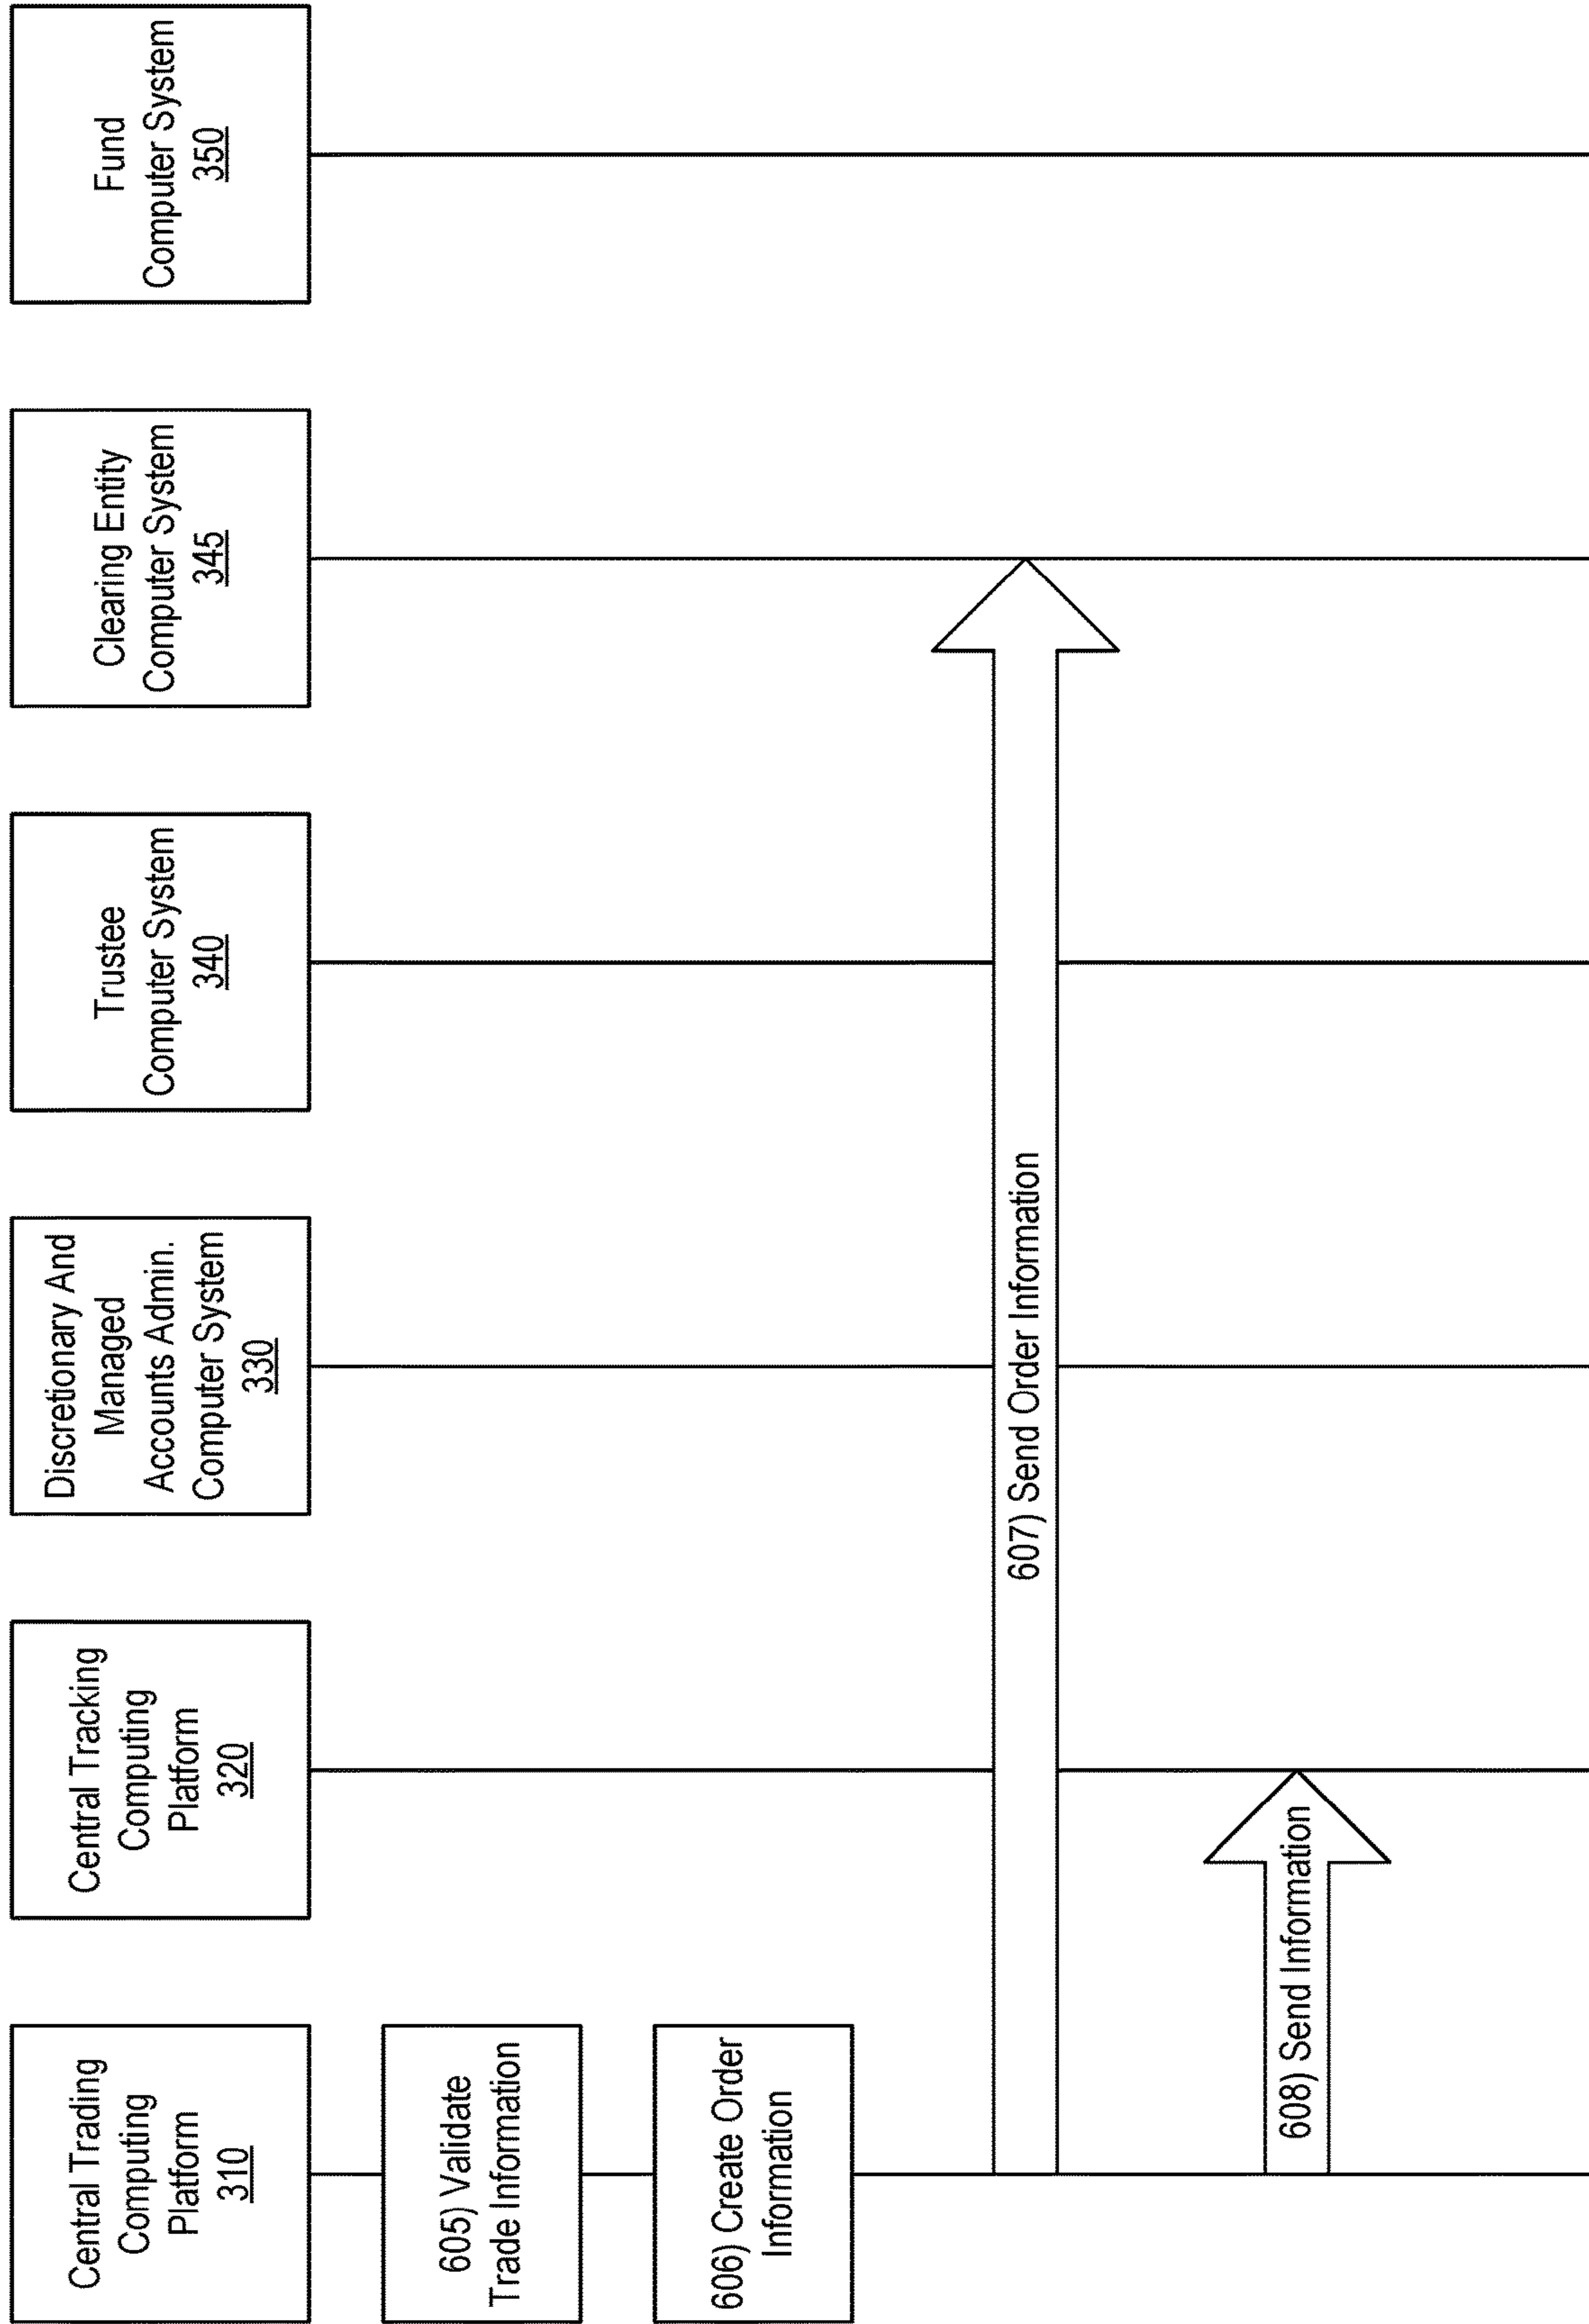 Central Trading
Computing
Platform
310
Central Tracking
Computing
Platform
320
Discretionary And
Managed
Accounts Admin.
Computer System
330
Trustee
Computer System
340
Clearing Entity
Computer System
345
Fund
Computer System
350
605) Validate
Trade Information
606) Create Order
Information
607) Send Order Information
608) Send Information